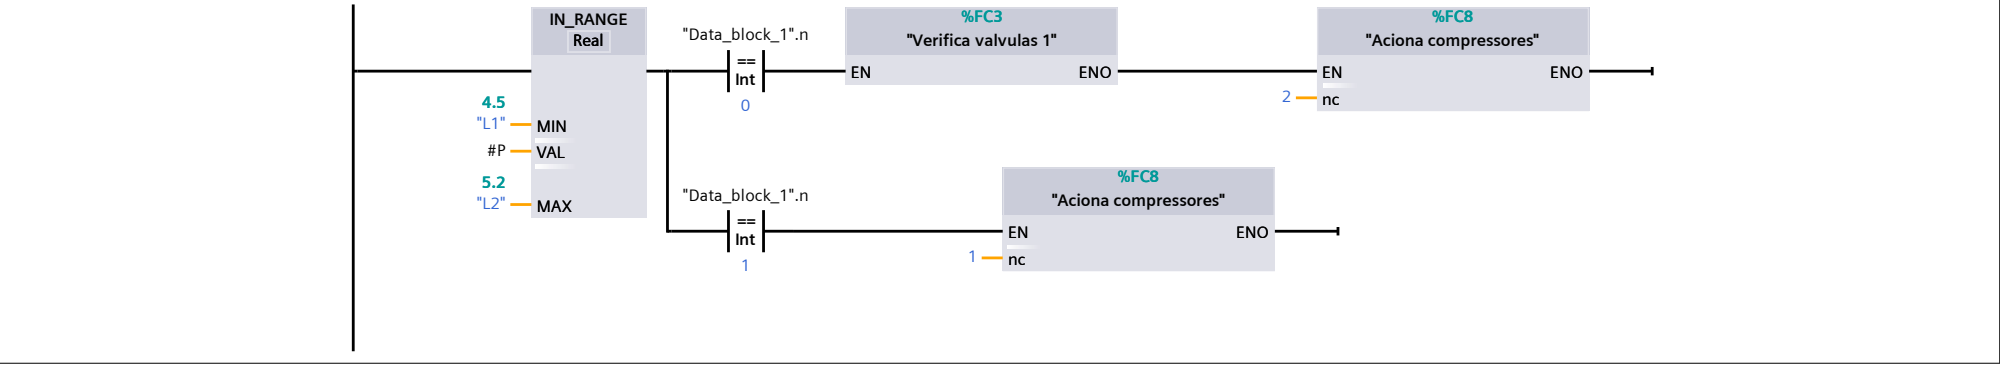 IN_RANGE
Real
4.5
"L1"
MIN
#P
VAL
5.2
"L2"
MAX
"Data_block_1".n
==
Int
0
%FC3
"Verifica valvulas 1"
EN
ENO
%FC8
"Aciona compressores"
EN
ENO
2
nc
"Data_block_1".n
==
Int
1
%FC8
"Aciona compressores"
EN
ENO
1
nc